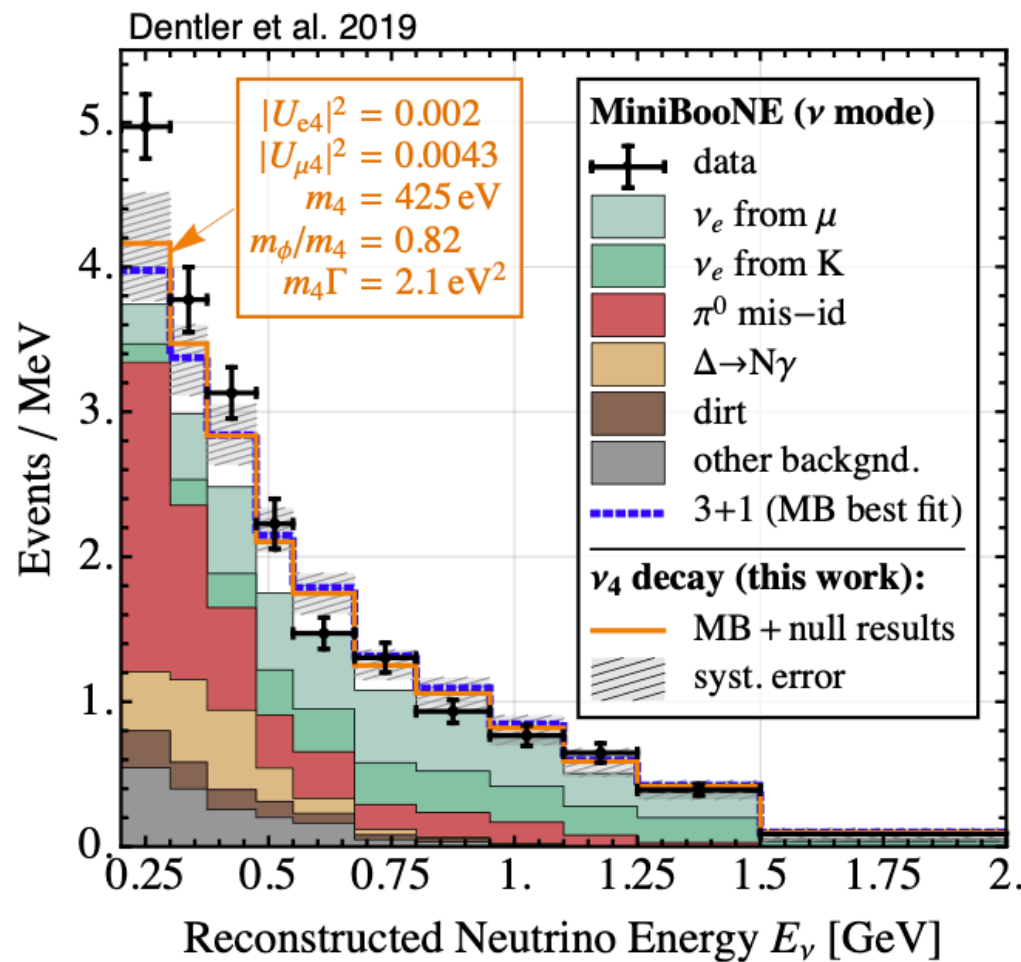 Dentler et al. 2019
|Uₑ₄|² = 0.002
|U_μ4|² = 0.0043
m₄ = 425 eV
m_ϕ/m₄ = 0.82
m₄Γ = 2.1 eV²
MiniBooNE (ν mode)
data
νₑ from μ
νₑ from K
π⁰ mis−id
Δ→Nγ
dirt
other backgnd.
3+1 (MB best fit)
ν₄ decay (this work):
MB + null results
syst. error
Events / MeV
5.
4.
3.
2.
1.
0.
0.25 0.5 0.75 1. 1.25 1.5 1.75 2.
Reconstructed Neutrino Energy E_ν [GeV]